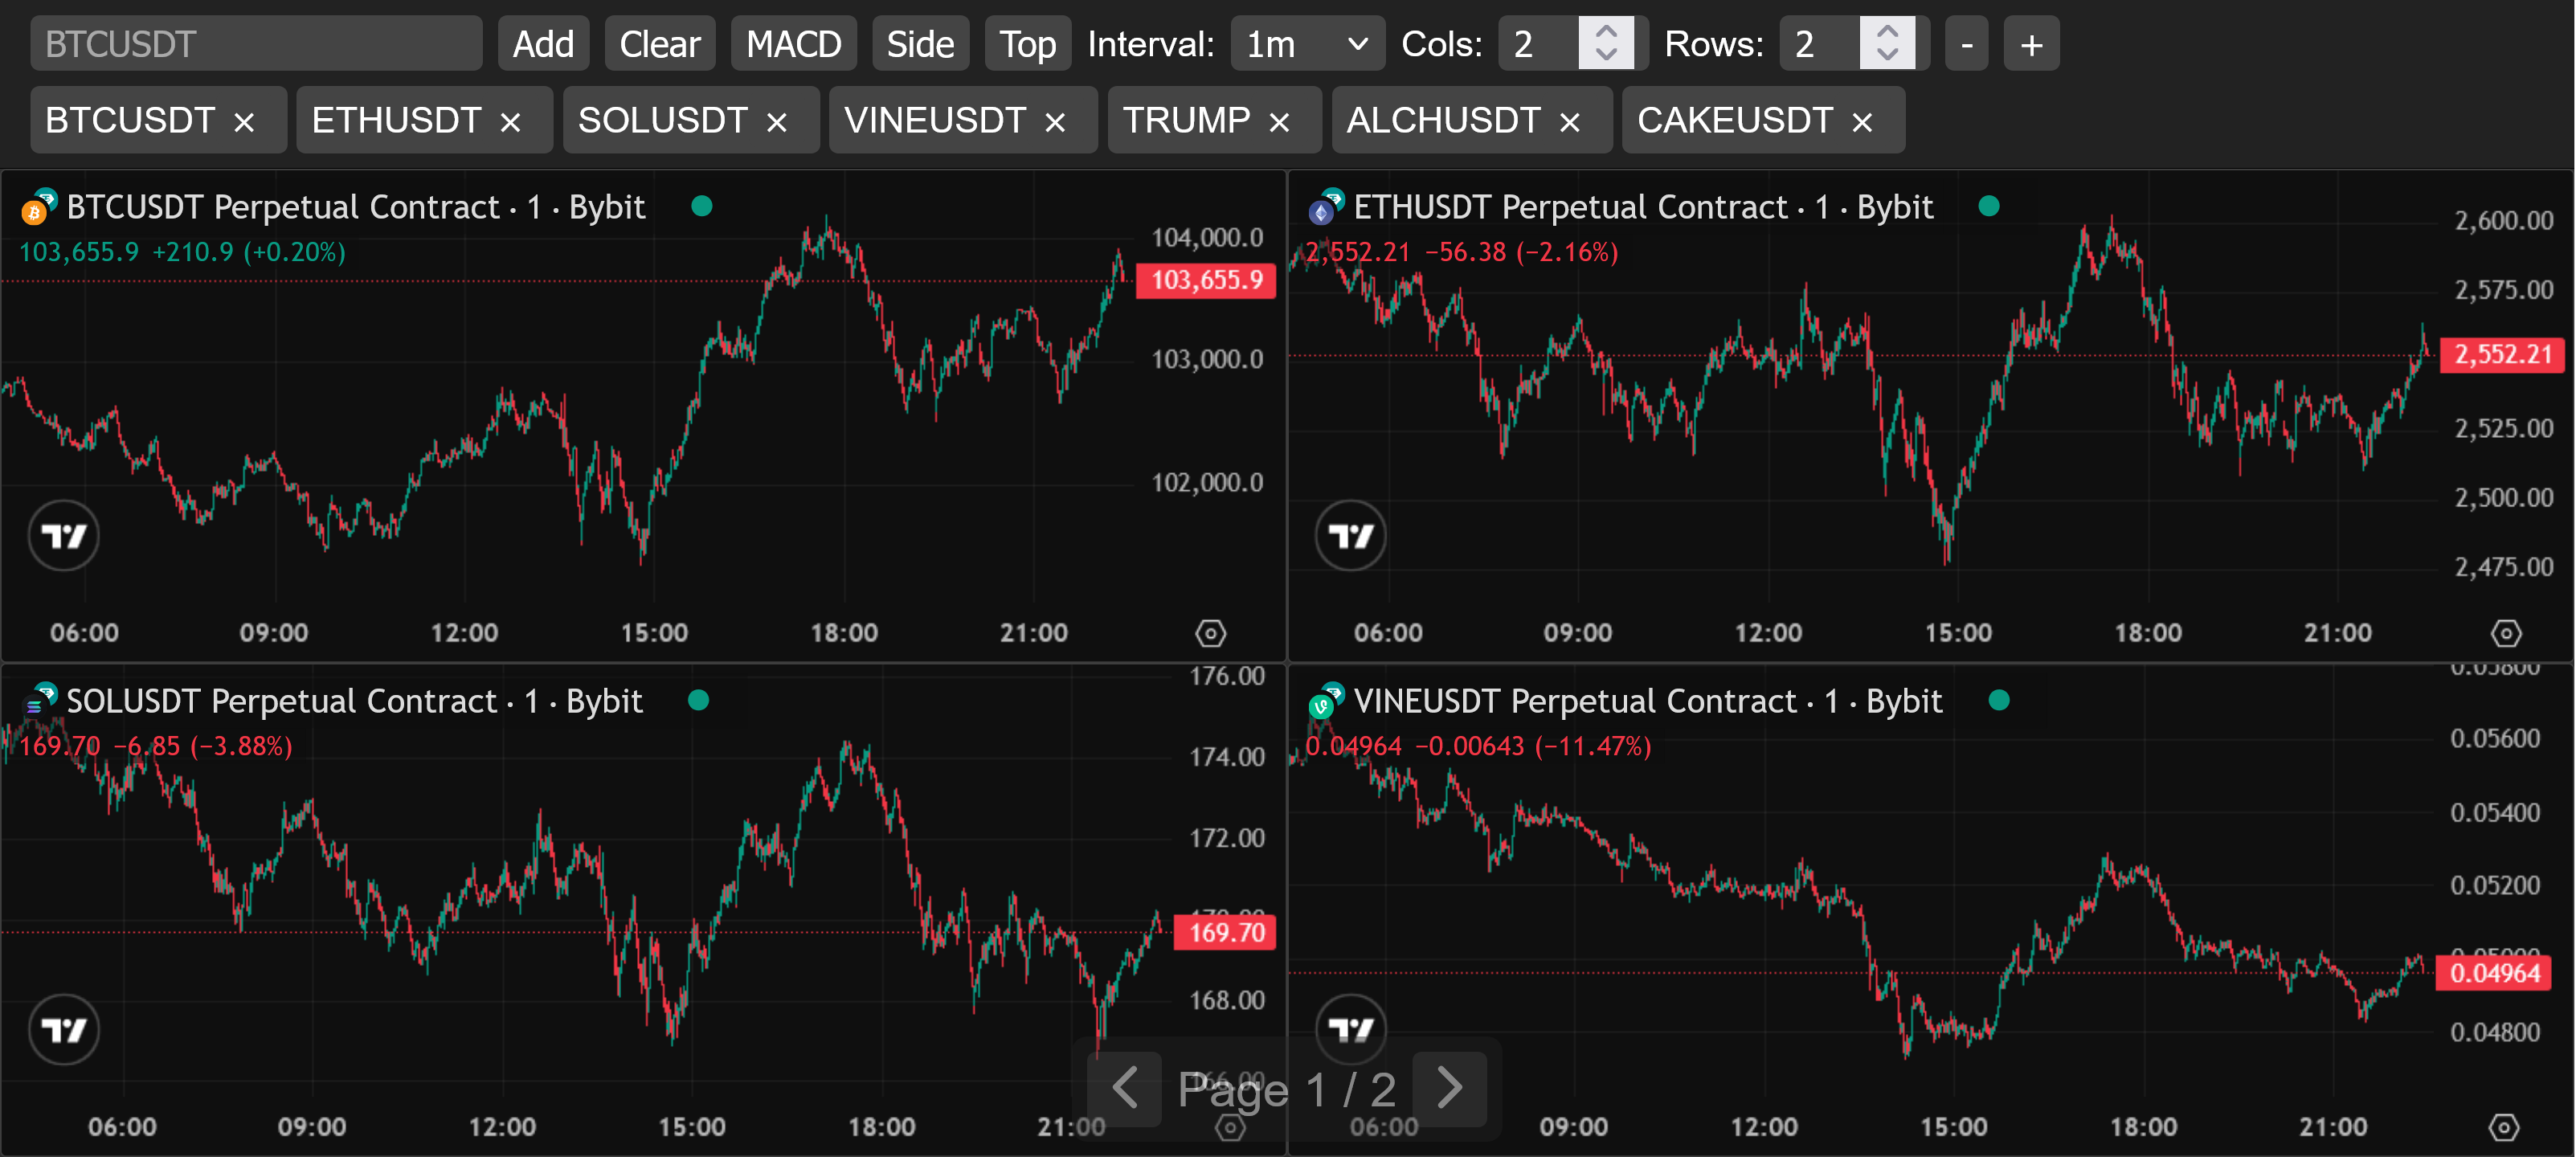 BTCUSDT Add Clear MACD Side Top Interval: 1m Cols: 2 Rows: 2 - +
BTCUSDT × ETHUSDT × SOLUSDT × VINEUSDT × TRUMP × ALCHUSDT × CAKEUSDT ×
BTCUSDT Perpetual Contract · 1 · Bybit
103,655.9 +210.9 (+0.20%)
104,000.0
103,655.9
103,000.0
102,000.0
06:00 09:00 12:00 15:00 18:00 21:00
ETHUSDT Perpetual Contract · 1 · Bybit
2,552.21 −56.38 (−2.16%)
2,600.00
2,575.00
2,552.21
2,525.00
2,500.00
2,475.00
06:00 09:00 12:00 15:00 18:00 21:00
SOLUSDT Perpetual Contract · 1 · Bybit
169.70 −6.85 (−3.88%)
176.00
174.00
172.00
169.70
168.00
166.00
06:00 09:00 12:00 15:00 18:00 21:00
VINEUSDT Perpetual Contract · 1 · Bybit
0.04964 −0.00643 (−11.47%)
0.05800
0.05600
0.05400
0.05200
0.05000
0.04964
0.04800
06:00 09:00 12:00 15:00 18:00 21:00
Page 1 / 2